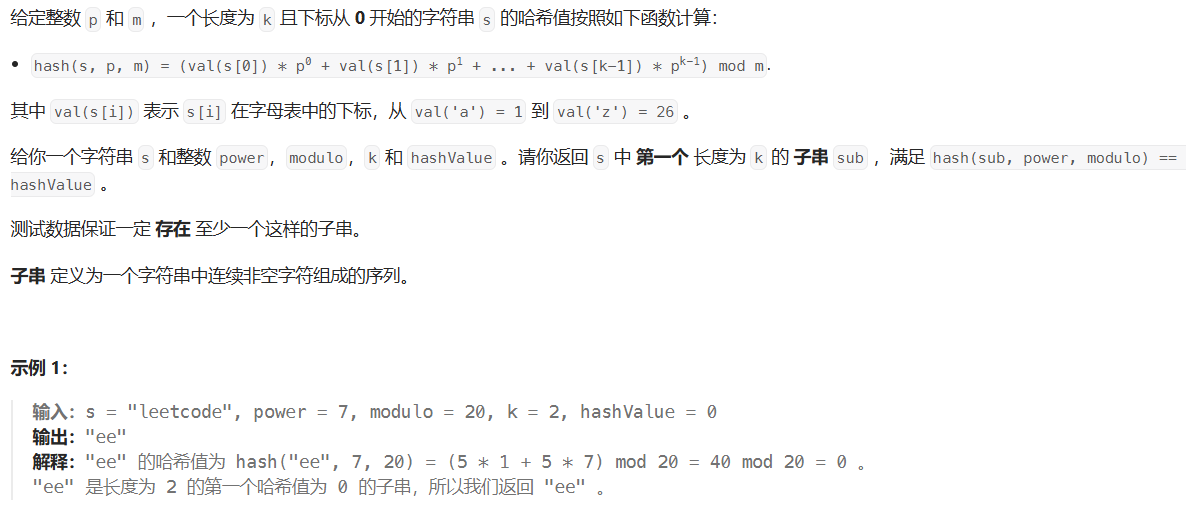 给定整数 p 和 m ，一个长度为 k 且下标从 0 开始的字符串 s 的哈希值按照如下函数计算：
• hash(s, p, m) = (val(s[0]) * p⁰ + val(s[1]) * p¹ + ... + val(s[k-1]) * pᵏ⁻¹) mod m.
其中 val(s[i]) 表示 s[i] 在字母表中的下标，从 val('a') = 1 到 val('z') = 26 。
给你一个字符串 s 和整数 power，modulo，k 和 hashValue 。请你返回 s 中 第一个 长度为 k 的 子串 sub ，满足 hash(sub, power, modulo) ==
hashValue 。
测试数据保证一定 存在 至少一个这样的子串。
子串 定义为一个字符串中连续非空字符组成的序列。
示例 1：
输入：s = "leetcode", power = 7, modulo = 20, k = 2, hashValue = 0
输出："ee"
解释："ee" 的哈希值为 hash("ee", 7, 20) = (5 * 1 + 5 * 7) mod 20 = 40 mod 20 = 0 。
"ee" 是长度为 2 的第一个哈希值为 0 的子串，所以我们返回 "ee" 。